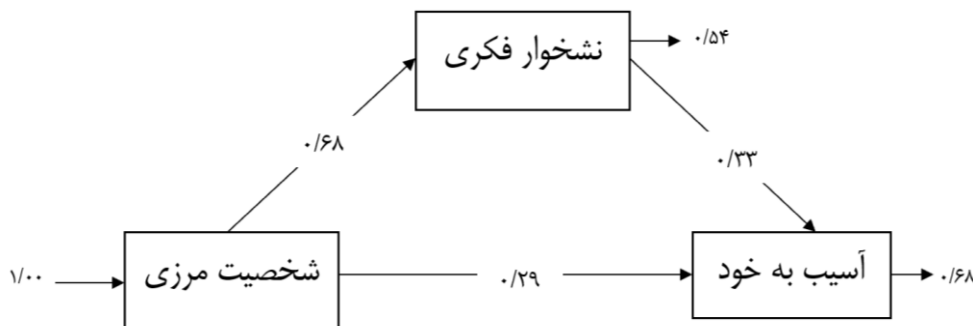 نشخوار فکری
۰/۵۴
۰/۶۸
۰/۳۳
۱/۰۰
شخصیت مرزی
۰/۲۹
آسیب به خود
۰/۶۸